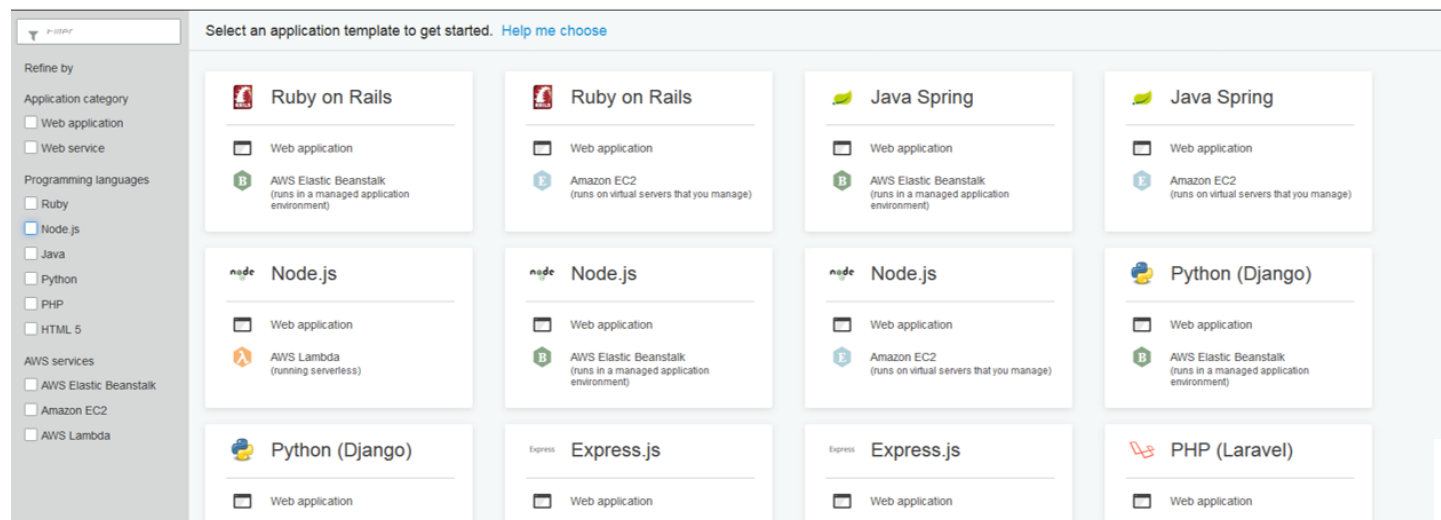 Filter
Select an application template to get started. Help me choose
Refine by
Application category
Web application
Web service
Programming languages
Ruby
Node.js
Java
Python
PHP
HTML 5
AWS services
AWS Elastic Beanstalk
Amazon EC2
AWS Lambda
Ruby on Rails
Web application
B
AWS Elastic Beanstalk
(runs in a managed application
environment)
Ruby on Rails
Web application
E
Amazon EC2
(runs on virtual servers that you manage)
Java Spring
Web application
B
AWS Elastic Beanstalk
(runs in a managed application
environment)
Java Spring
Web application
E
Amazon EC2
(runs on virtual servers that you manage)
node Node.js
Web application
λ
AWS Lambda
(running serverless)
node Node.js
Web application
B
AWS Elastic Beanstalk
(runs in a managed application
environment)
node Node.js
Web application
E
Amazon EC2
(runs on virtual servers that you manage)
Python (Django)
Web application
B
AWS Elastic Beanstalk
(runs in a managed application
environment)
Python (Django)
Web application
Express Express.js
Web application
Express Express.js
Web application
PHP (Laravel)
Web application